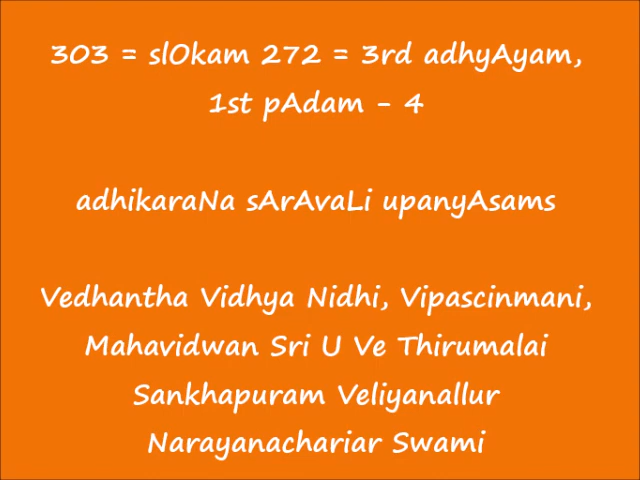 303 = slOkam 272 = 3rd adhyAyam,
1st pAdam - 4
adhikaraNa sArAvaLi upanyAsams
Vedhantha Vidhya Nidhi, Vipascinmani,
Mahavidwan Sri U Ve Thirumalai
Sankhapuram Veliyanallur
Narayanachariar Swami